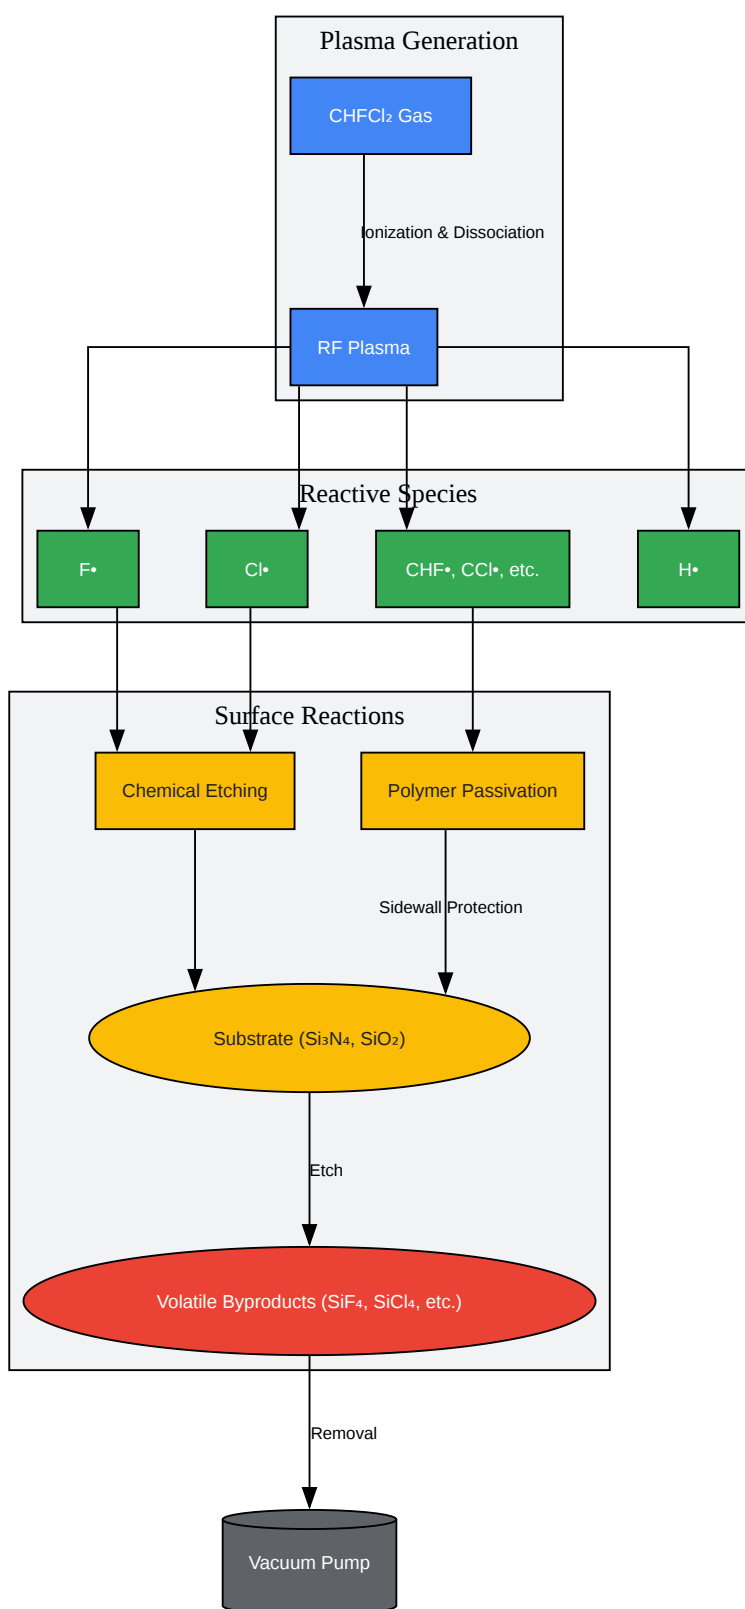 Plasma Generation
CHFCl₂ Gas
Ionization & Dissociation
RF Plasma
Reactive Species
F•
Cl•
CHF•, CCl•, etc.
H•
Surface Reactions
Chemical Etching
Polymer Passivation
Sidewall Protection
Substrate (Si₃N₄, SiO₂)
Etch
Volatile Byproducts (SiF₄, SiCl₄, etc.)
Removal
Vacuum Pump